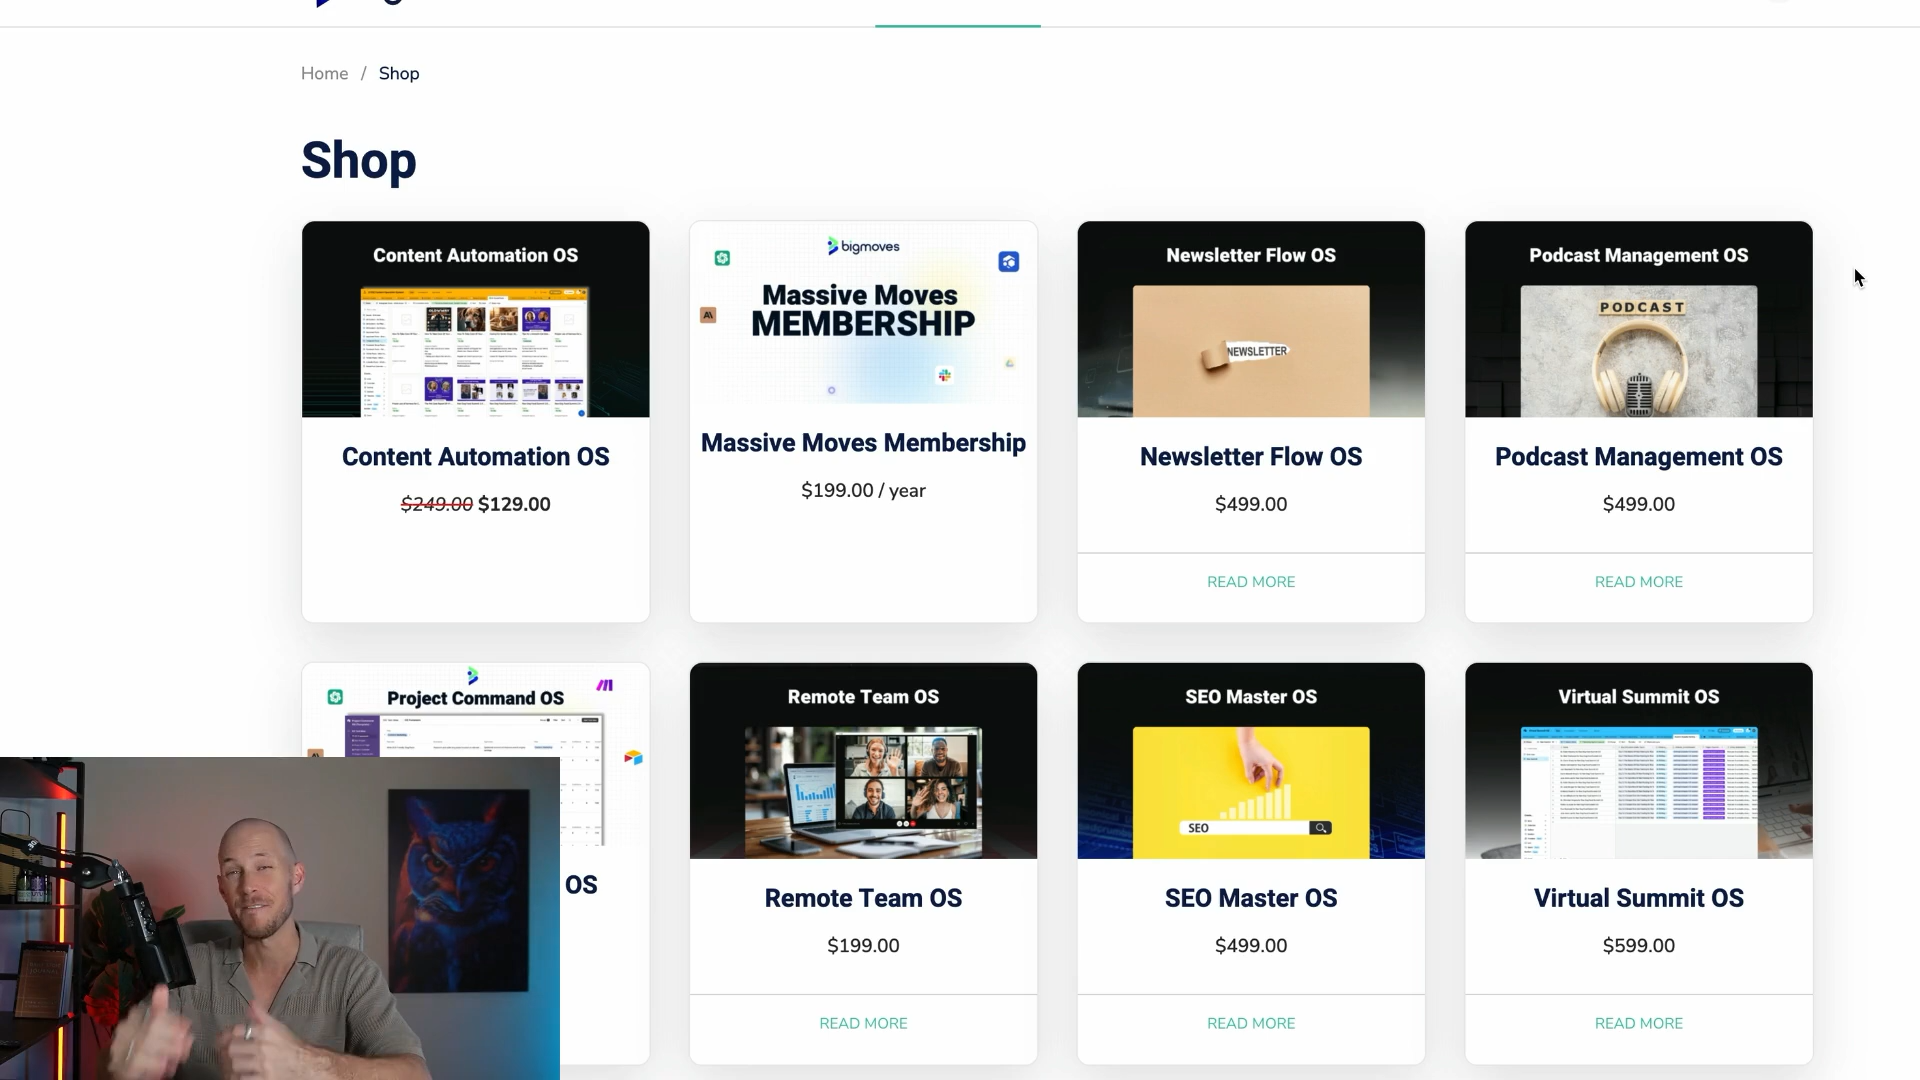 Home / Shop
Shop
Content Automation OS
Content Automation OS
$249.00 $129.00
bigmoves
Massive Moves
MEMBERSHIP
Massive Moves Membership
$199.00 / year
Newsletter Flow OS
NEWSLETTER
Newsletter Flow OS
$499.00
READ MORE
Podcast Management OS
PODCAST
Podcast Management OS
$499.00
READ MORE
Project Command OS
OS
Remote Team OS
Remote Team OS
$199.00
READ MORE
SEO Master OS
SEO
SEO Master OS
$499.00
READ MORE
Virtual Summit OS
Virtual Summit OS
$599.00
READ MORE